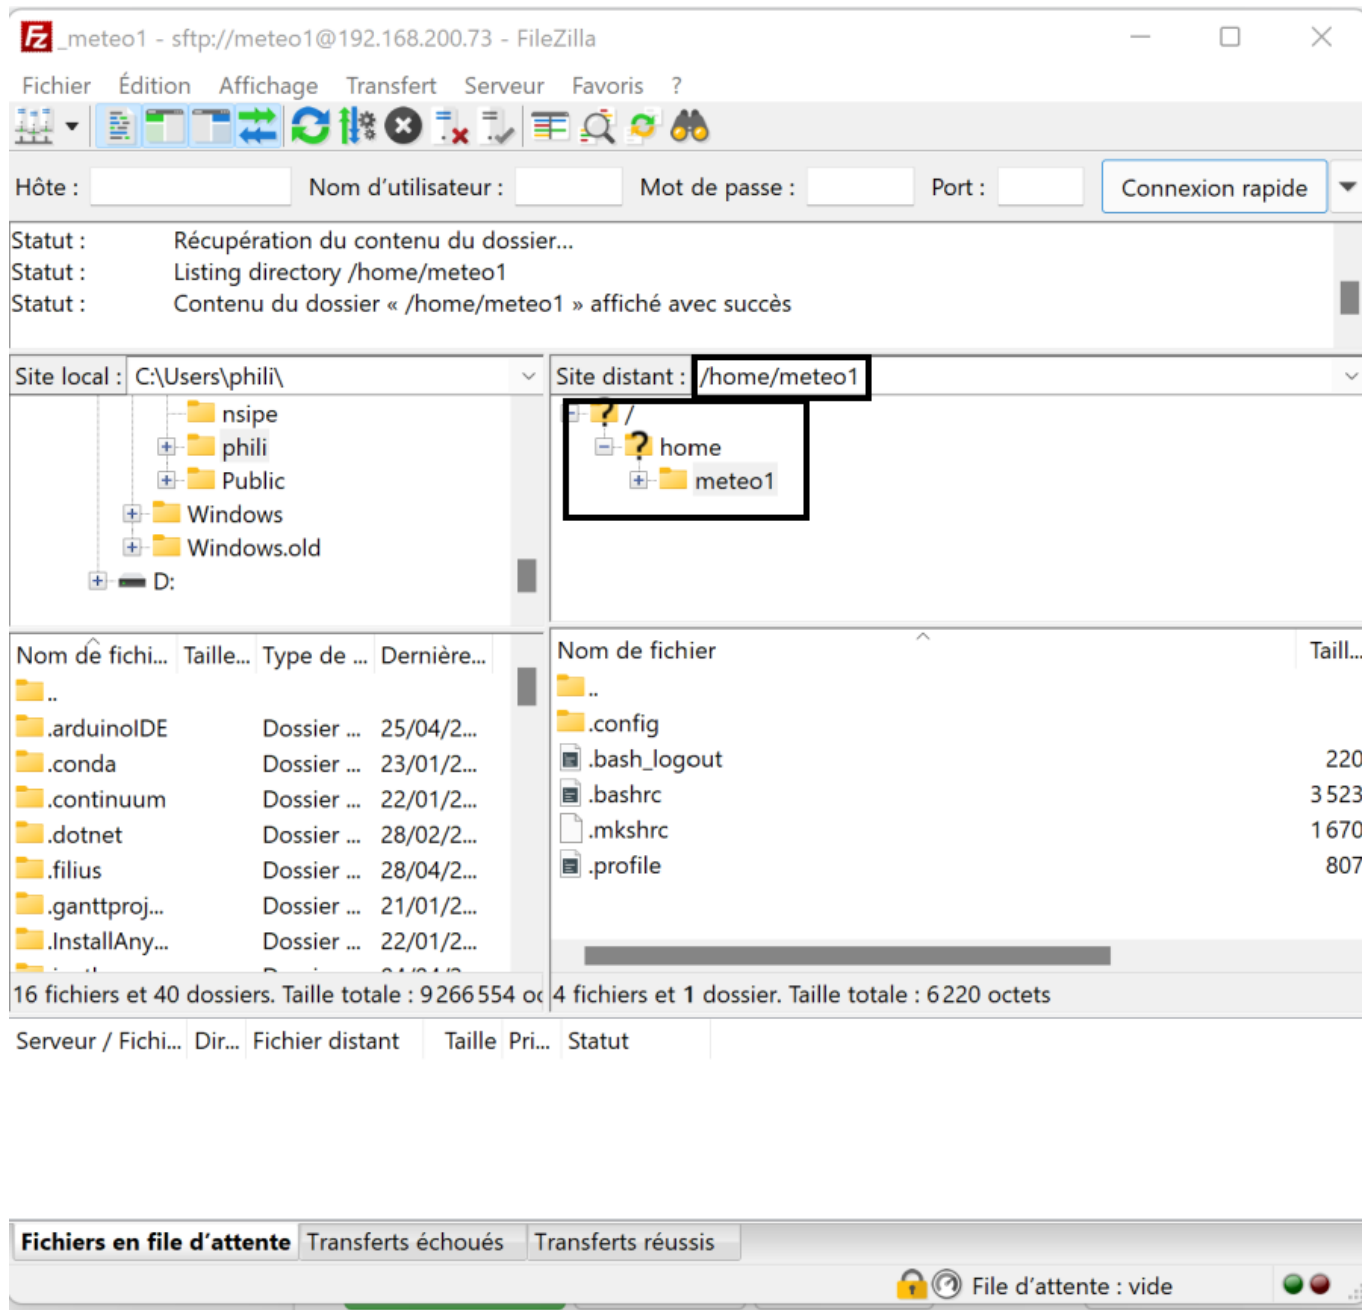 _meteo1 - sftp://meteo1@192.168.200.73 - FileZilla
Fichier Édition Affichage Transfert Serveur Favoris ?
Hôte : Nom d'utilisateur : Mot de passe : Port : Connexion rapide
Statut : Récupération du contenu du dossier...
Statut : Listing directory /home/meteo1
Statut : Contenu du dossier « /home/meteo1 » affiché avec succès
Site local : C:\Users\phili\
nsipe
phili
Public
Windows
Windows.old
D:
Site distant : /home/meteo1
? /
? home
meteo1
Nom de fichi... Taille... Type de ... Dernière...
..
.arduinoIDE Dossier ... 25/04/2...
.conda Dossier ... 23/01/2...
.continuum Dossier ... 22/01/2...
.dotnet Dossier ... 28/02/2...
.filius Dossier ... 28/04/2...
.ganttproj... Dossier ... 21/01/2...
.InstallAny... Dossier ... 22/01/2...
16 fichiers et 40 dossiers. Taille totale : 9 266 554 oc
Nom de fichier Taill...
..
.config
.bash_logout 220
.bashrc 3 523
.mkshrc 1 670
.profile 807
4 fichiers et 1 dossier. Taille totale : 6 220 octets
Serveur / Fichi... Dir... Fichier distant Taille Pri... Statut
Fichiers en file d'attente Transferts échoués Transferts réussis
File d'attente : vide